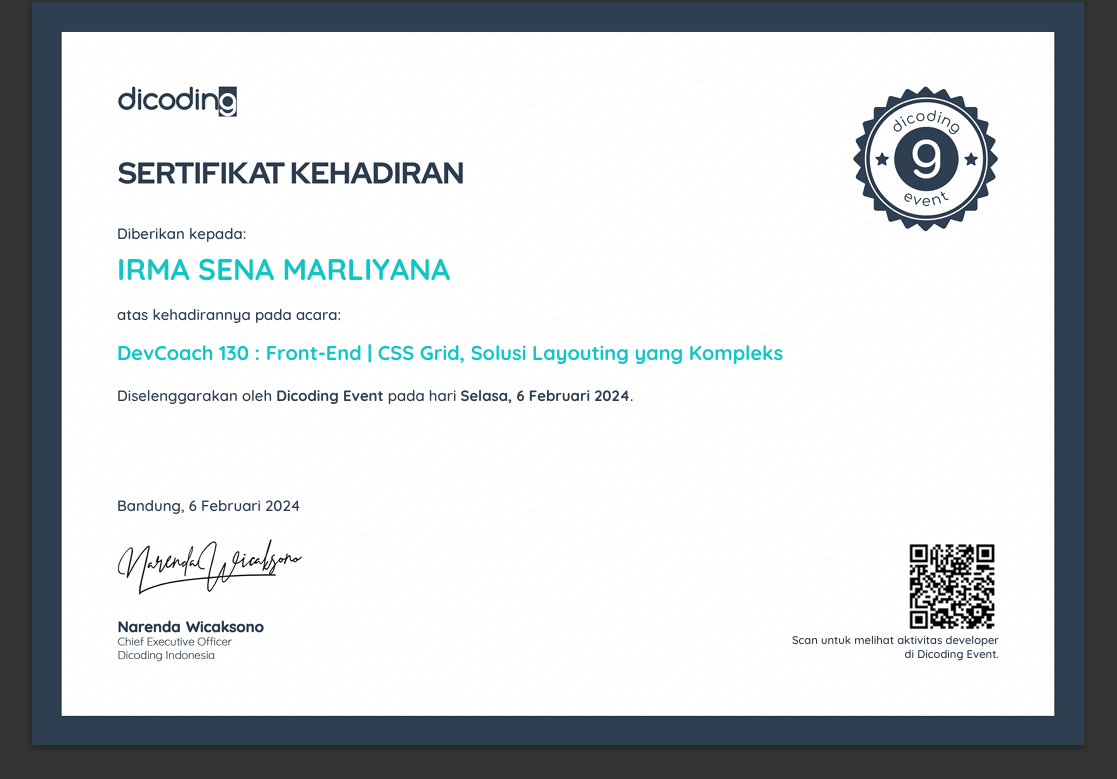 dicoding
SERTIFIKAT KEHADIRAN
dicoding
g
event
Diberikan kepada:
IRMA SENA MARLIYANA
atas kehadirannya pada acara:
DevCoach 130 : Front-End | CSS Grid, Solusi Layouting yang Kompleks
Diselenggarakan oleh Dicoding Event pada hari Selasa, 6 Februari 2024.
Bandung, 6 Februari 2024
Narenda Wicaksono
Narenda Wicaksono
Chief Executive Officer
Dicoding Indonesia
Scan untuk melihat aktivitas developer
di Dicoding Event.